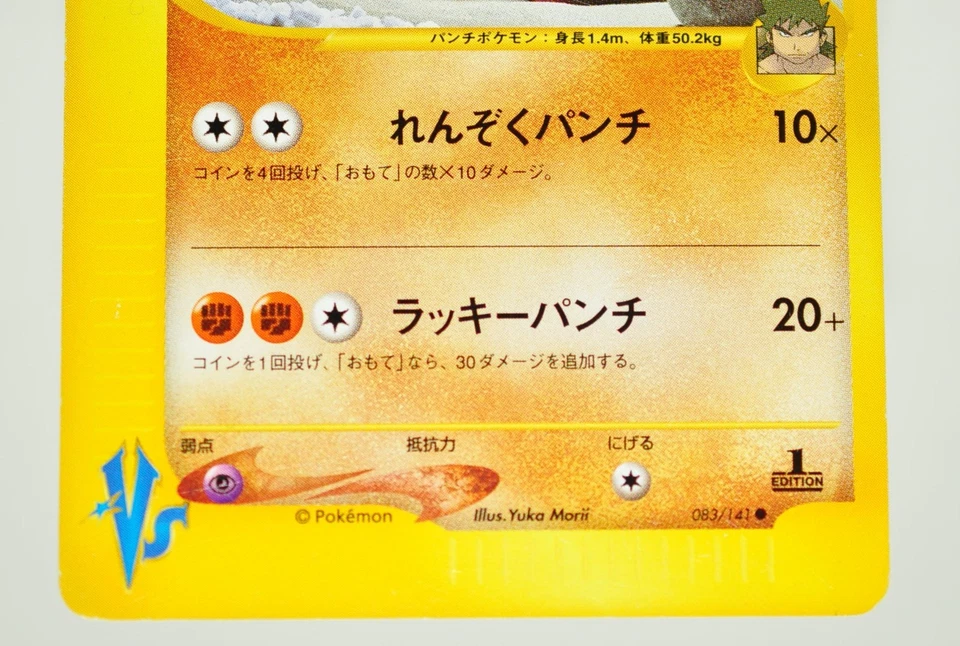 パンチポケモン：身長1.4m、体重50.2kg
れんぞくパンチ 10×
コインを4回投げ、「おもて」の数×10ダメージ。
ラッキーパンチ 20+
コインを1回投げ、「おもて」なら、30ダメージを追加する。
弱点 抵抗力 にげる
1
EDITION
VS
© Pokémon Illus. Yuka Morii 083/141 ●